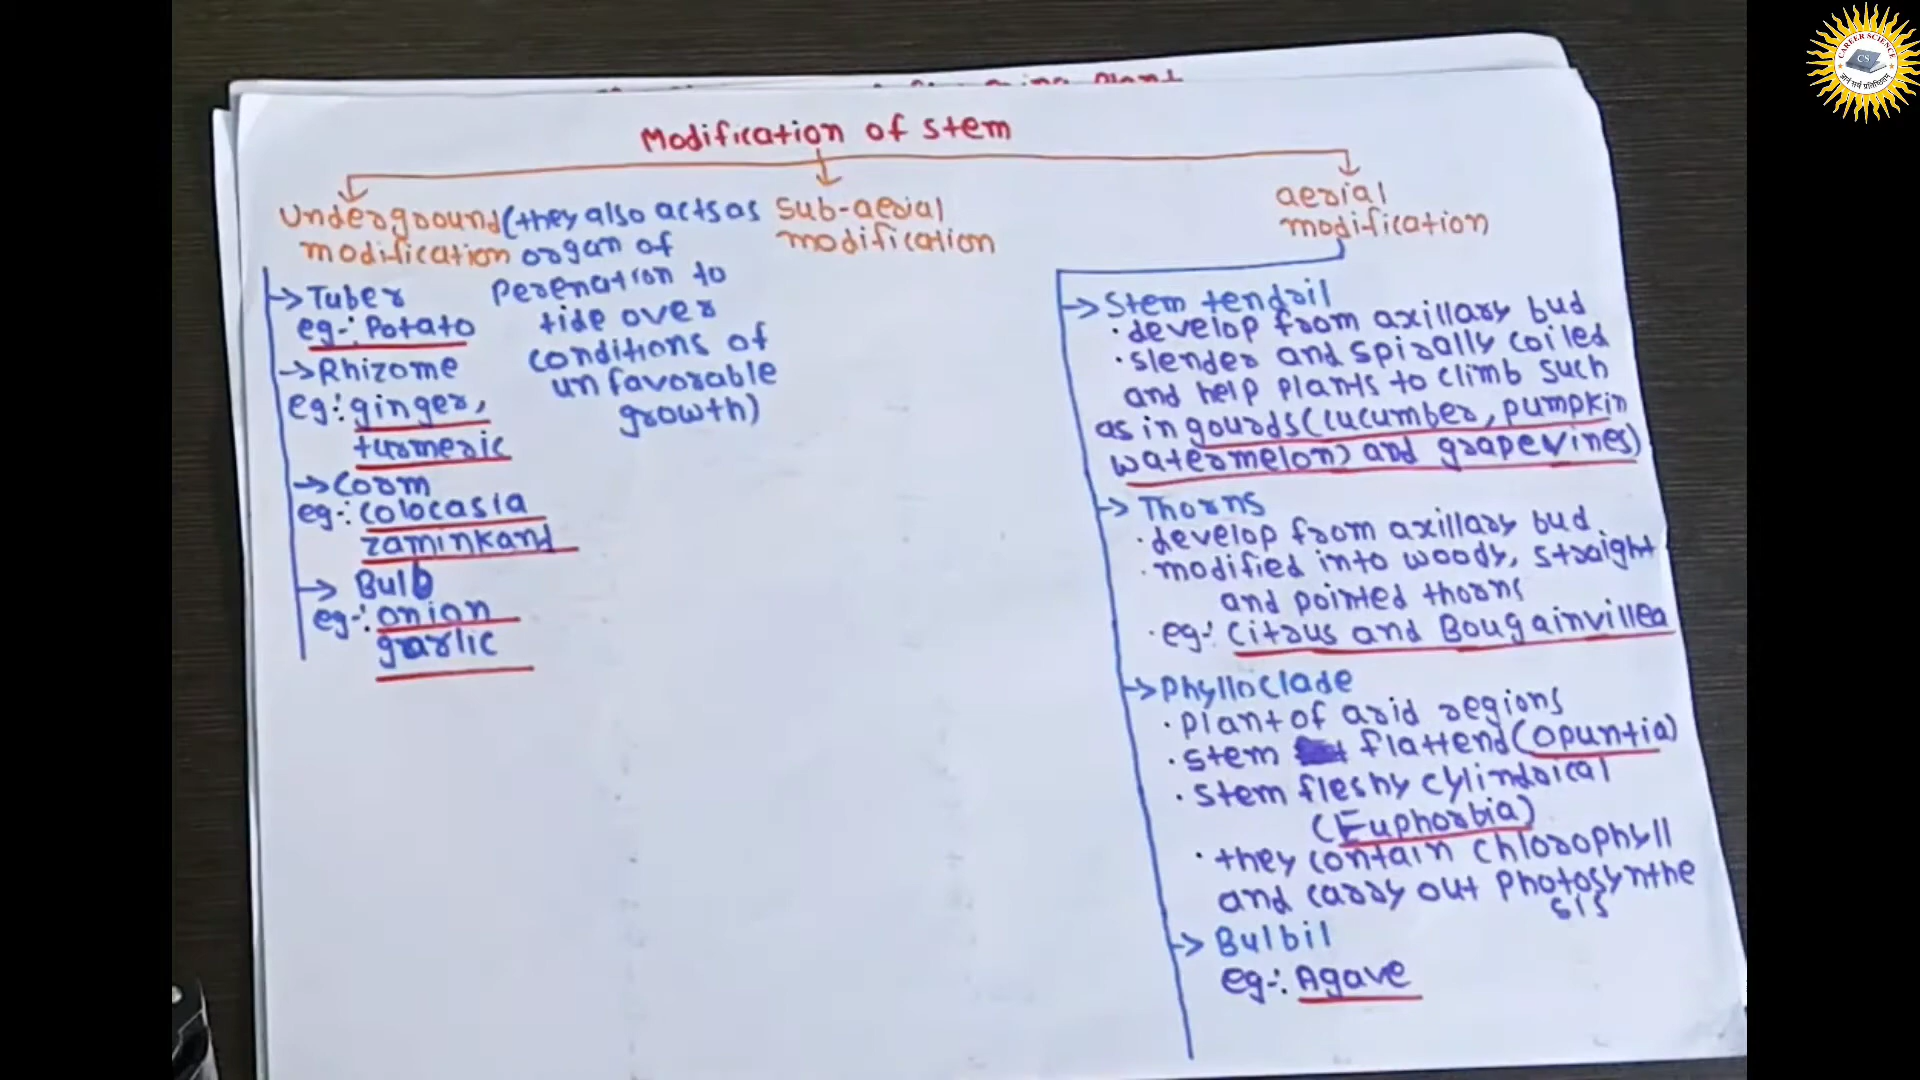 Modification of stem
Underground (they also acts as
modification organ of
perenation to
tide over
conditions of
unfavorable
growth)
→ Tuber
eg-: Potato
→ Rhizome
eg: ginger,
turmeric
→ Corm
eg-: colocasia
zaminkand
→ Bulb
eg-: onion
garlic
Sub-aerial
modification
aerial
modification
→ Stem tendril
· develop from axillary bud
· slender and spirally coiled
and help plants to climb such
as in gourds (cucumber, pumpkin
watermelon) and grapevines)
→ Thorns
· develop from axillary bud
· modified into woody, straight
and pointed thorns
· eg-: Citrus and Bougainvillea
→ Phylloclade
· plant of arid regions
· stem flattend (Opuntia)
· stem fleshy cylindrical
(Euphorbia)
· they contain chlorophyll
and carry out photosynthe
sis
→ Bulbil
eg-: Agave
CAREER SCIENCE
CS